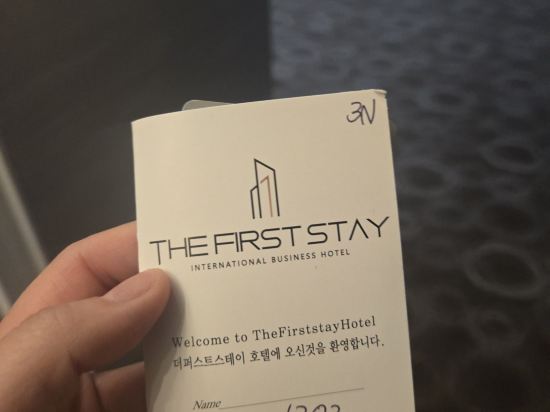 3N
THE FIRST STAY
INTERNATIONAL BUSINESS HOTEL
Welcome to TheFirststayHotel
더퍼스트스테이 호텔에 오신것을 환영합니다.
Name